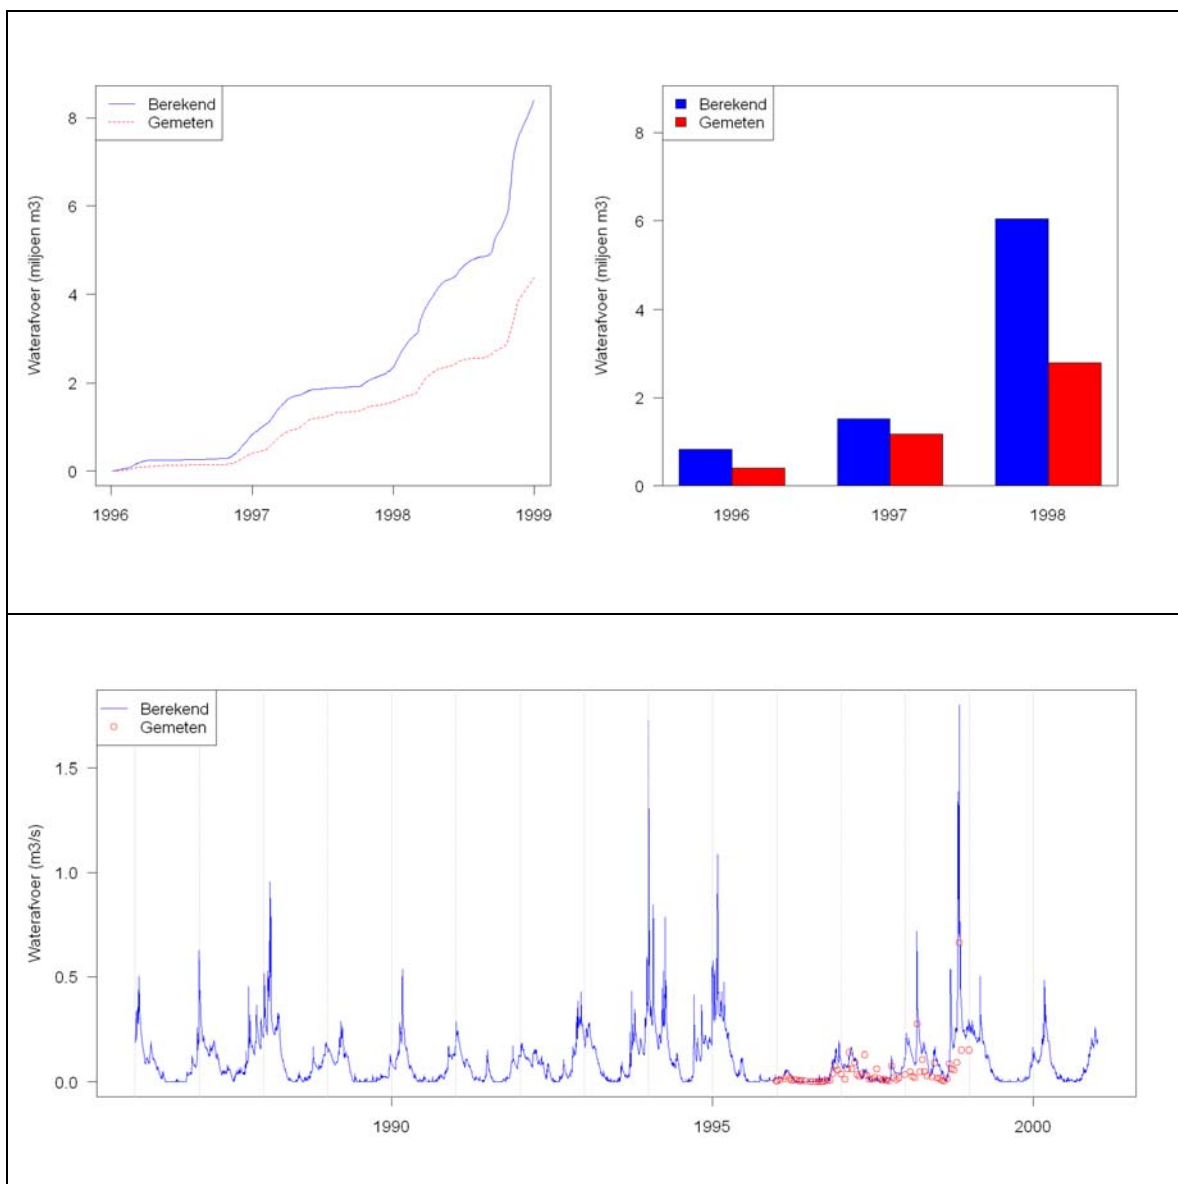 Berekend
Gemeten
Waterafvoer (miljoen m3)
8
6
4
2
0
1996 1997 1998 1999
Berekend
Gemeten
Waterafvoer (miljoen m3)
8
6
4
2
0
1996 1997 1998
Berekend
Gemeten
Waterafvoer (m3/s)
1.5
1.0
0.5
0.0
1990 1995 2000